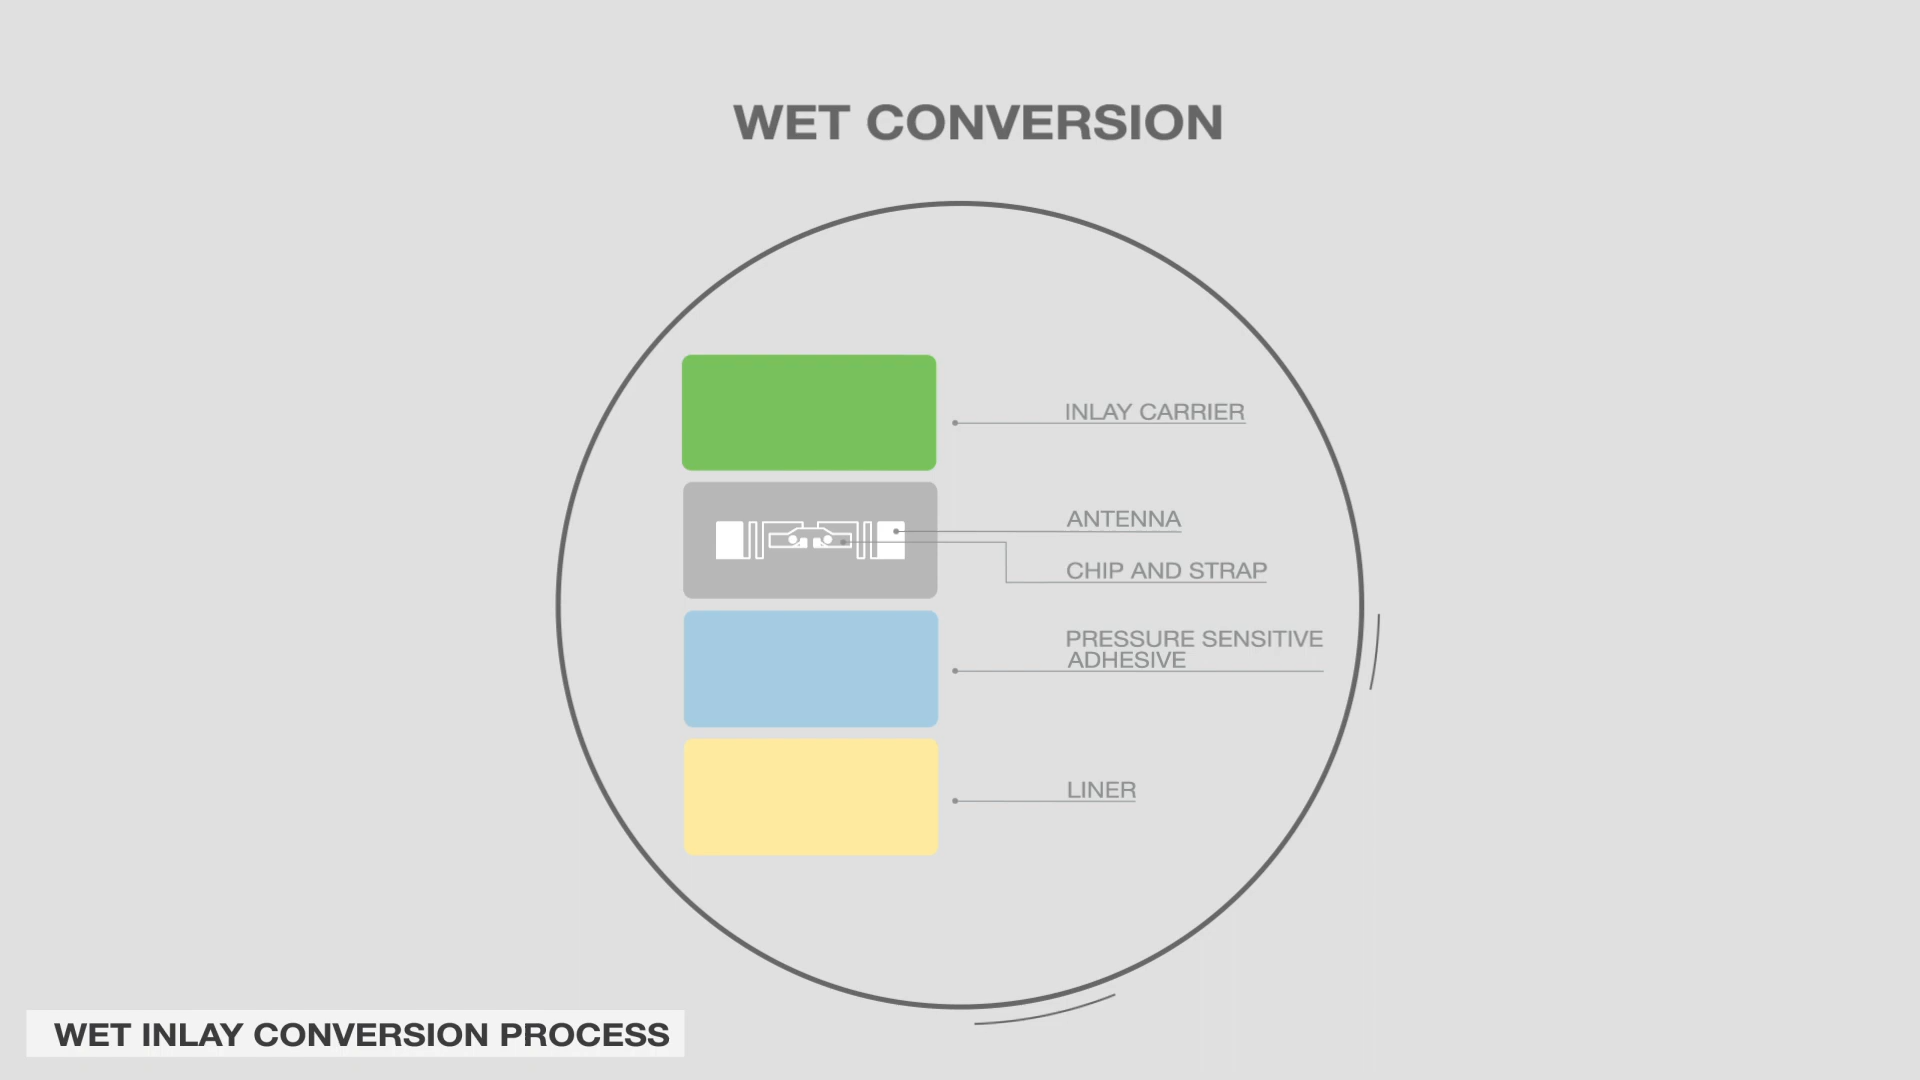 WET CONVERSION
INLAY CARRIER
ANTENNA
CHIP AND STRAP
PRESSURE SENSITIVE
ADHESIVE
LINER
WET INLAY CONVERSION PROCESS